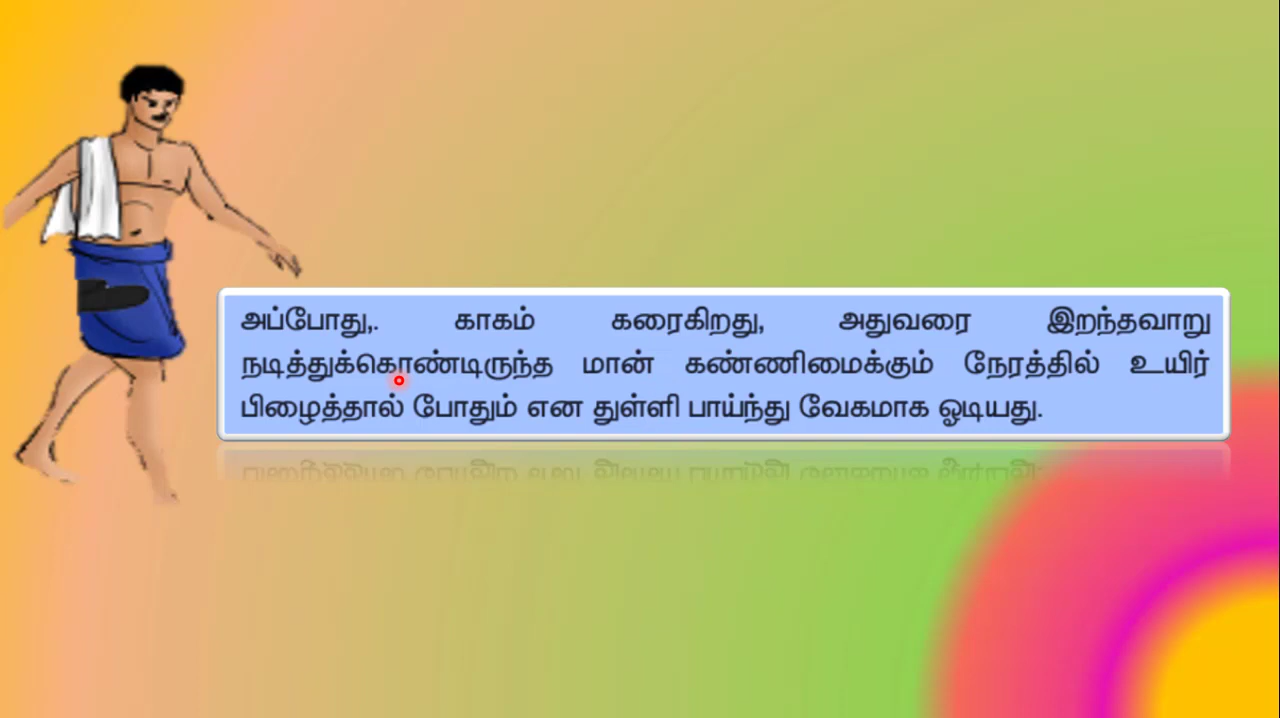 அப்போது,. காகம் கரைகிறது, அதுவரை இறந்தவாறு
நடித்துக்கொண்டிருந்த மான் கண்ணிமைக்கும் நேரத்தில் உயிர்
பிழைத்தால் போதும் என துள்ளி பாய்ந்து வேகமாக ஓடியது.